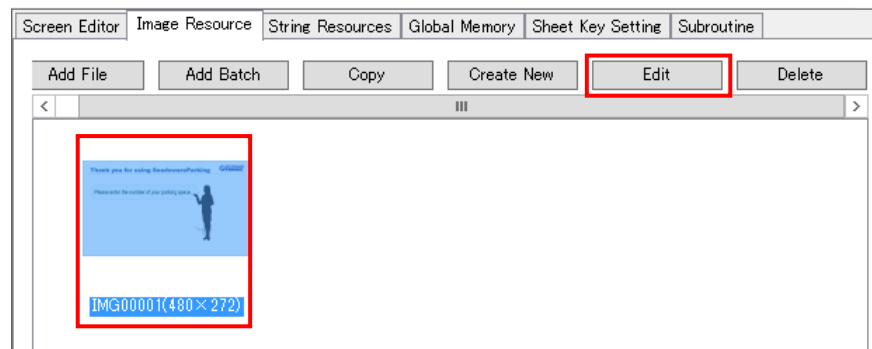 Screen Editor Image Resource String Resources Global Memory Sheet Key Setting Subroutine
Add File Add Batch Copy Create New Edit Delete
Thank you for using SeedswareParking
Please enter the number of your parking space.
IMG00001(480×272)